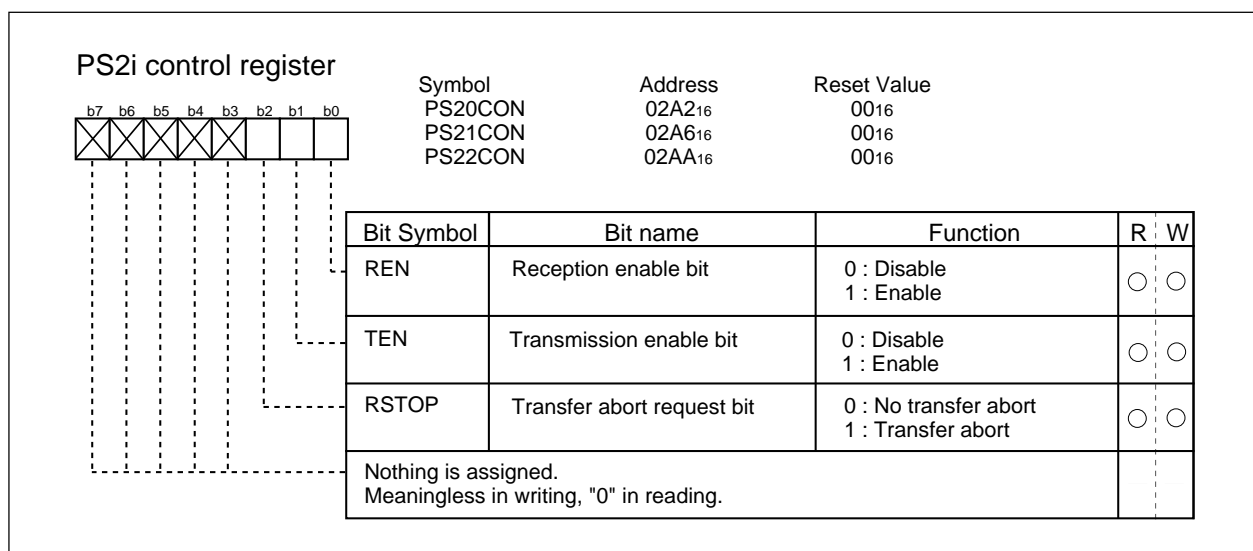 PS2i control register
Symbol Address Reset Value
b7 b6 b5 b4 b3 b2 b1 b0
PS20CON 02A216 0016
PS21CON 02A616 0016
PS22CON 02AA16 0016
Bit Symbol Bit name Function R W
REN Reception enable bit 0 : Disable
1 : Enable
TEN Transmission enable bit 0 : Disable
1 : Enable
RSTOP Transfer abort request bit 0 : No transfer abort
1 : Transfer abort
Nothing is assigned.
Meaningless in writing, "0" in reading.